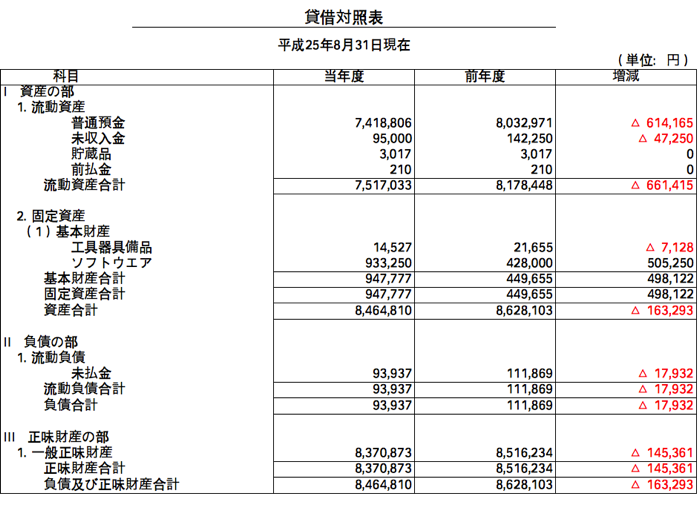 貸借対照表
平成25年8月31日現在
(単位: 円)
科目 当年度 前年度 増減
I 資産の部
1. 流動資産
普通預金 7,418,806 8,032,971 △ 614,165
未収入金 95,000 142,250 △ 47,250
貯蔵品 3,017 3,017 0
前払金 210 210 0
流動資産合計 7,517,033 8,178,448 △ 661,415
2. 固定資産
(1) 基本財産
工具器具備品 14,527 21,655 △ 7,128
ソフトウエア 933,250 428,000 505,250
基本財産合計 947,777 449,655 498,122
固定資産合計 947,777 449,655 498,122
資産合計 8,464,810 8,628,103 △ 163,293
II 負債の部
1. 流動負債
未払金 93,937 111,869 △ 17,932
流動負債合計 93,937 111,869 △ 17,932
負債合計 93,937 111,869 △ 17,932
III 正味財産の部
1. 一般正味財産 8,370,873 8,516,234 △ 145,361
正味財産合計 8,370,873 8,516,234 △ 145,361
負債及び正味財産合計 8,464,810 8,628,103 △ 163,293